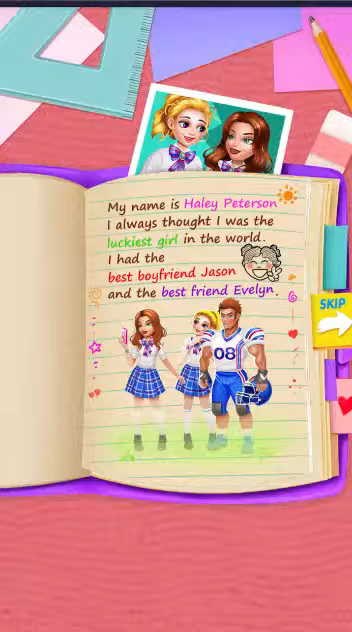 My name is Haley Peterson
I always thought I was the
luckiest girl in the world.
I had the
best boyfriend Jason
and the best friend Evelyn.
SKIP
08